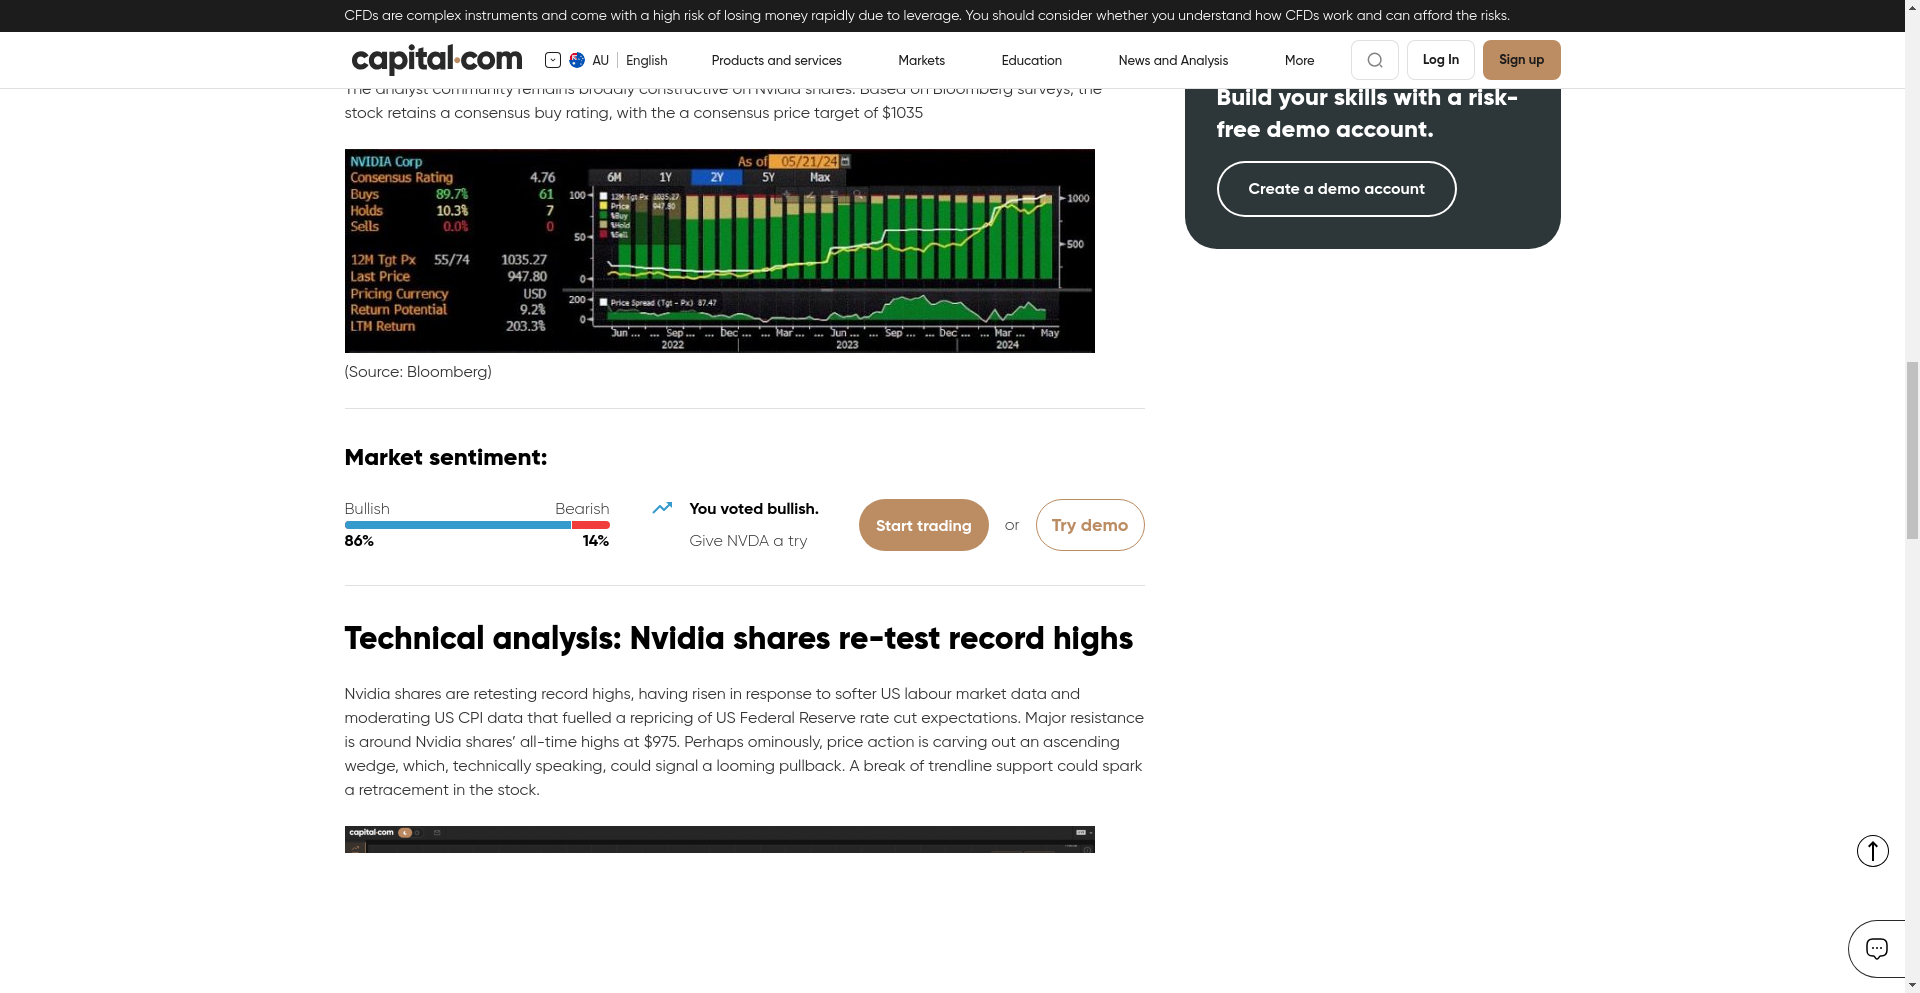 CFDs are complex instruments and come with a high risk of losing money rapidly due to leverage. You should consider whether you understand how CFDs work and can afford the risks.
capital.com
AU English
Products and services
Markets
Education
News and Analysis
More
Log In
Sign up
The analyst community remains broadly constructive on Nvidia shares. Based on Bloomberg surveys, the
stock retains a consensus buy rating, with the a consensus price target of $1035
Build your skills with a risk-
free demo account.
Create a demo account
NVIDIA Corp
As of 05/21/24
Consensus Rating 4.76
Buys 89.7% 61
Holds 10.3% 7
Sells 0.0% 0
12M Tgt Px 55/74 1035.27
Last Price 947.80
Pricing Currency USD
Return Potential 9.2%
LTM Return 203.3%
6M 1Y 2Y 5Y Max
12M Tgt Px 1035.27
Price 947.80
%Buy
%Hold
%Sell
100
50
0
1000
500
Price Spread (Tgt - Px) 87.47
200
0
Jun ... ... Sep ... ... Dec ... ... Mar ... ... Jun ... ... Sep ... ... Dec ... ... Mar ... May
2022 2023 2024
(Source: Bloomberg)
Market sentiment:
Bullish Bearish
86% 14%
You voted bullish.
Give NVDA a try
Start trading
or
Try demo
Technical analysis: Nvidia shares re-test record highs
Nvidia shares are retesting record highs, having risen in response to softer US labour market data and
moderating US CPI data that fuelled a repricing of US Federal Reserve rate cut expectations. Major resistance
is around Nvidia shares’ all-time highs at $975. Perhaps ominously, price action is carving out an ascending
wedge, which, technically speaking, could signal a looming pullback. A break of trendline support could spark
a retracement in the stock.
capital.com